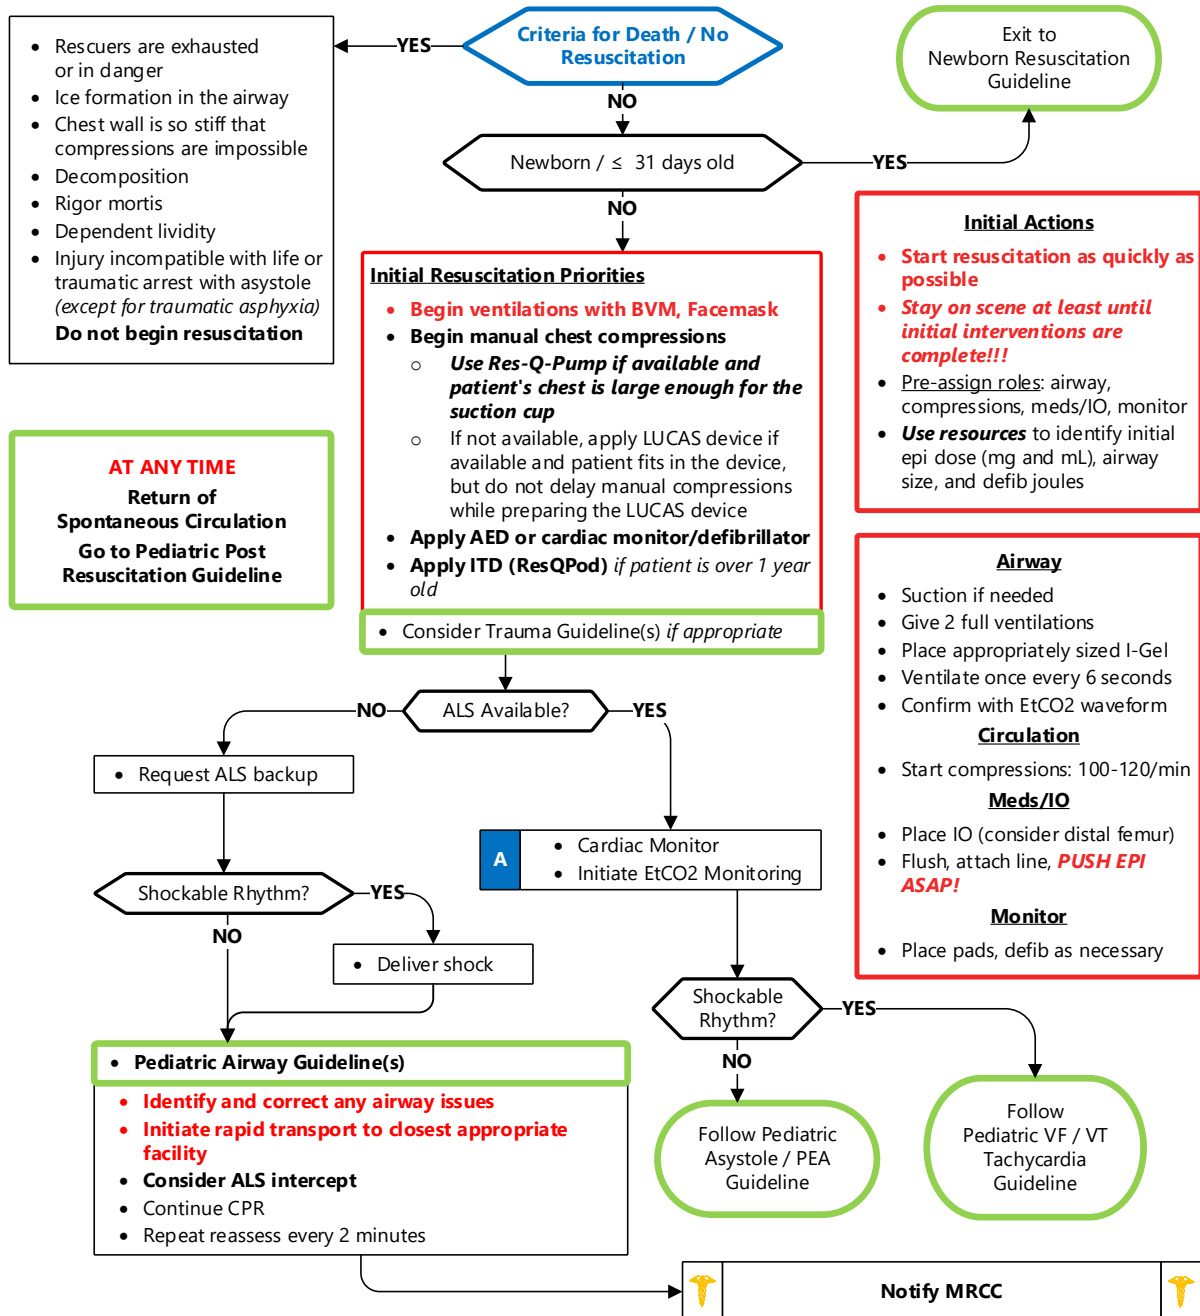 Criteria for Death / No
Resuscitation
YES
NO
• Rescuers are exhausted
or in danger
• Ice formation in the airway
• Chest wall is so stiff that
compressions are impossible
• Decomposition
• Rigor mortis
• Dependent lividity
• Injury incompatible with life or
traumatic arrest with asystole
(except for traumatic asphyxia)
Do not begin resuscitation
Exit to
Newborn Resuscitation
Guideline
Newborn / ≤ 31 days old
YES
NO
Initial Resuscitation Priorities
• Begin ventilations with BVM, Facemask
• Begin manual chest compressions
o Use Res-Q-Pump if available and
patient's chest is large enough for the
suction cup
o If not available, apply LUCAS device if
available and patient fits in the device,
but do not delay manual compressions
while preparing the LUCAS device
• Apply AED or cardiac monitor/defibrillator
• Apply ITD (ResQPod) if patient is over 1 year
old
• Consider Trauma Guideline(s) if appropriate
Initial Actions
• Start resuscitation as quickly as
possible
• Stay on scene at least until
initial interventions are
complete!!!
• Pre-assign roles: airway,
compressions, meds/IO, monitor
• Use resources to identify initial
epi dose (mg and mL), airway
size, and defib joules
AT ANY TIME
Return of
Spontaneous Circulation
Go to Pediatric Post
Resuscitation Guideline
Airway
• Suction if needed
• Give 2 full ventilations
• Place appropriately sized I-Gel
• Ventilate once every 6 seconds
• Confirm with EtCO2 waveform
Circulation
• Start compressions: 100-120/min
Meds/IO
• Place IO (consider distal femur)
• Flush, attach line, PUSH EPI
ASAP!
Monitor
• Place pads, defib as necessary
ALS Available?
NO
YES
• Request ALS backup
A
• Cardiac Monitor
• Initiate EtCO2 Monitoring
Shockable Rhythm?
YES
NO
• Deliver shock
Shockable
Rhythm?
YES
NO
• Pediatric Airway Guideline(s)
• Identify and correct any airway issues
• Initiate rapid transport to closest appropriate
facility
• Consider ALS intercept
• Continue CPR
• Repeat reassess every 2 minutes
Follow Pediatric
Asystole / PEA
Guideline
Follow
Pediatric VF / VT
Tachycardia
Guideline
Notify MRCC